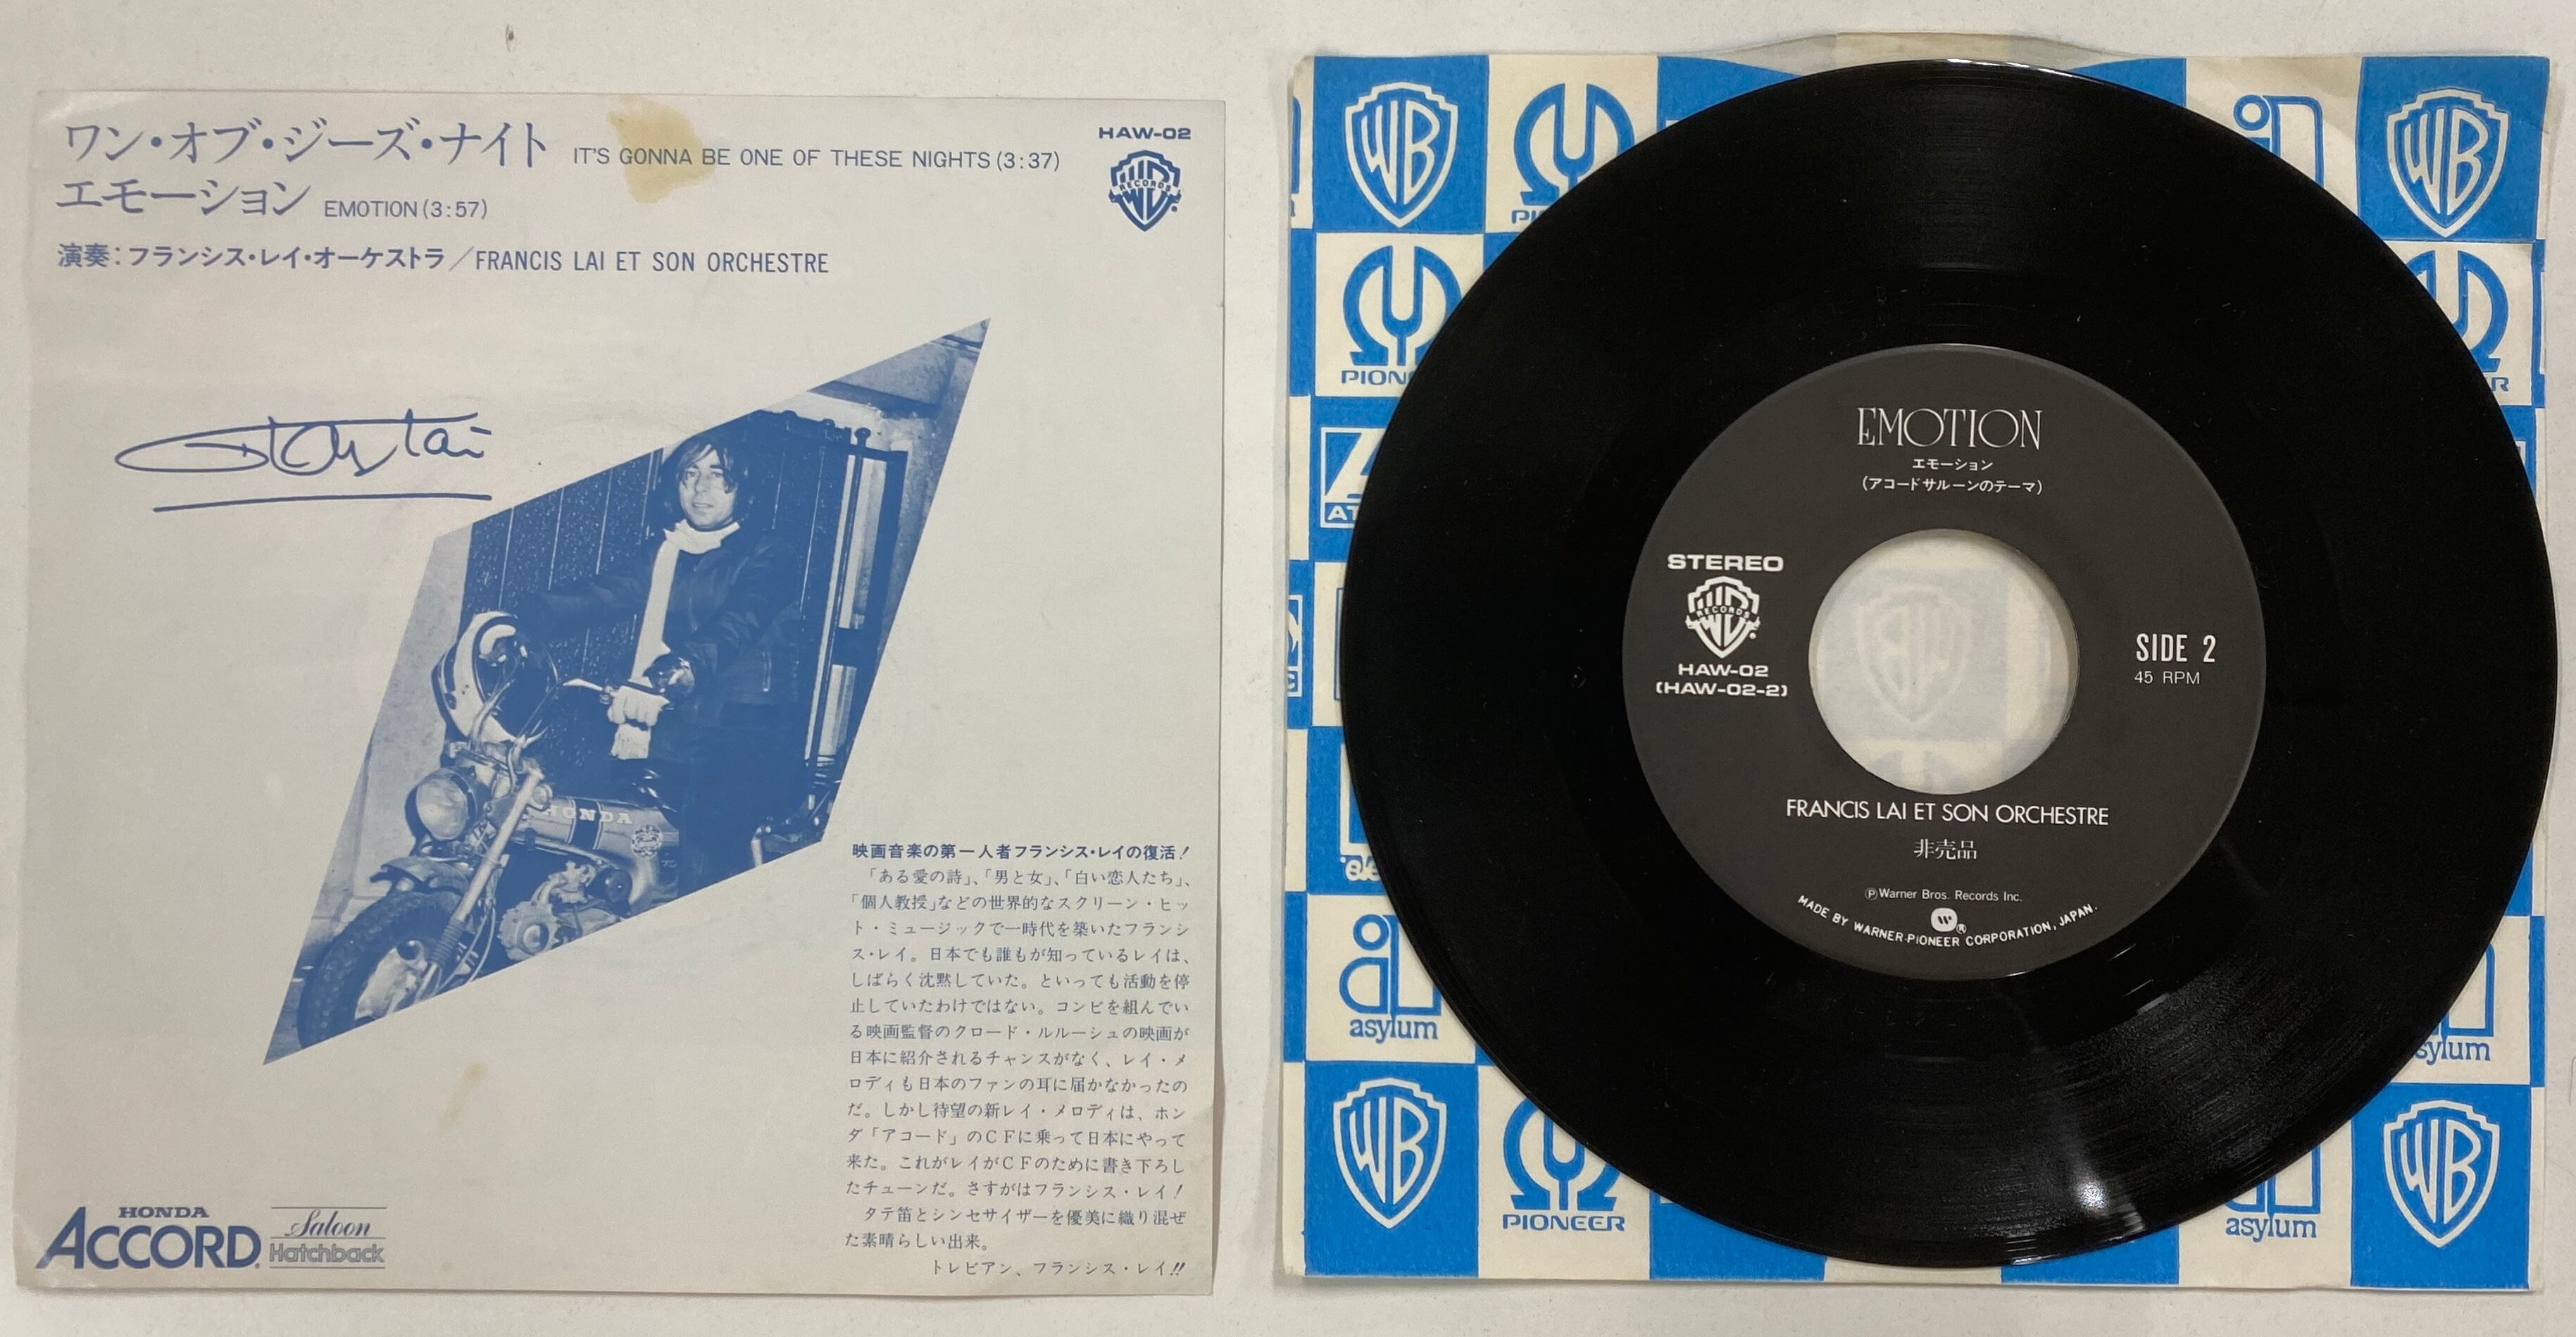 ワン・オブ・ジーズ・ナイト IT'S GONNA BE ONE OF THESE NIGHTS (3:37)
エモーション EMOTION (3:57)
演奏:フランシス・レイ・オーケストラ／FRANCIS LAI ET SON ORCHESTRE
HAW-02
RECORDS
HONDA
映画音楽の第一人者フランシス・レイの復活！
「ある愛の詩」、「男と女」、「白い恋人たち」、
「個人教授」などの世界的なスクリーン・ヒッ
ト・ミュージックで一時代を築いたフランシ
ス・レイ。日本でも誰もが知っているレイは、
しばらく沈黙していた。といっても活動を停
止していたわけではない。コンビを組んでい
る映画監督のクロード・ルルーシュの映画が
日本に紹介されるチャンスがなく、レイ・メ
ロディも日本のファンの耳に届かなかったの
だ。しかし待望の新レイ・メロディは、ホン
ダ「アコード」のCFに乗って日本にやって
来た。これがレイがCFのために書き下ろし
たチューンだ。さすがはフランシス・レイ！
タテ笛とシンセサイザーを優美に織り混ぜ
た素晴らしい出来。
トレビアン、フランシス・レイ!!
HONDA
ACCORD
Saloon
Hatchback
EMOTION
エモーション
（アコードサルーンのテーマ）
STEREO
RECORDS
HAW-02
(HAW-02-2)
SIDE 2
45 RPM
FRANCIS LAI ET SON ORCHESTRE
非売品
Ⓟ Warner Bros. Records Inc.
MADE BY WARNER-PIONEER CORPORATION, JAPAN.
WB
WB
asylum
WB
PIONEER
asylum
WB